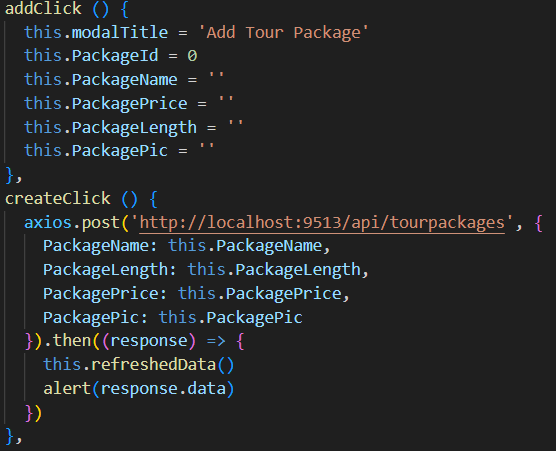 addClick () {
  this.modalTitle = 'Add Tour Package'
  this.PackageId = 0
  this.PackageName = ''
  this.PackagePrice = ''
  this.PackageLength = ''
  this.PackagePic = ''
},
createClick () {
  axios.post('http://localhost:9513/api/tourpackages', {
    PackageName: this.PackageName,
    PackageLength: this.PackageLength,
    PackagePrice: this.PackagePrice,
    PackagePic: this.PackagePic
  }).then((response) => {
    this.refreshedData()
    alert(response.data)
  })
},